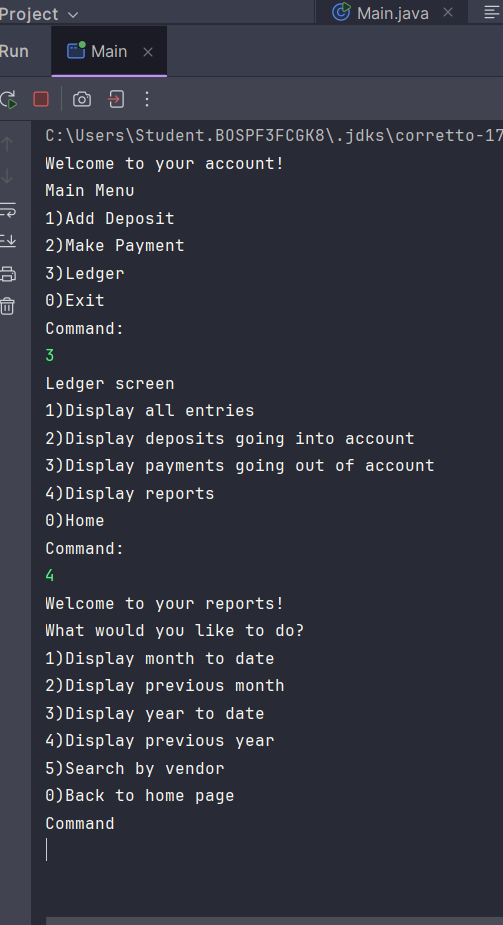 Project
Main.java
Run
Main
C:\Users\Student.BOSPF3FCGK8\.jdks\corretto-17
Welcome to your account!
Main Menu
1)Add Deposit
2)Make Payment
3)Ledger
0)Exit
Command:
3
Ledger screen
1)Display all entries
2)Display deposits going into account
3)Display payments going out of account
4)Display reports
0)Home
Command:
4
Welcome to your reports!
What would you like to do?
1)Display month to date
2)Display previous month
3)Display year to date
4)Display previous year
5)Search by vendor
0)Back to home page
Command